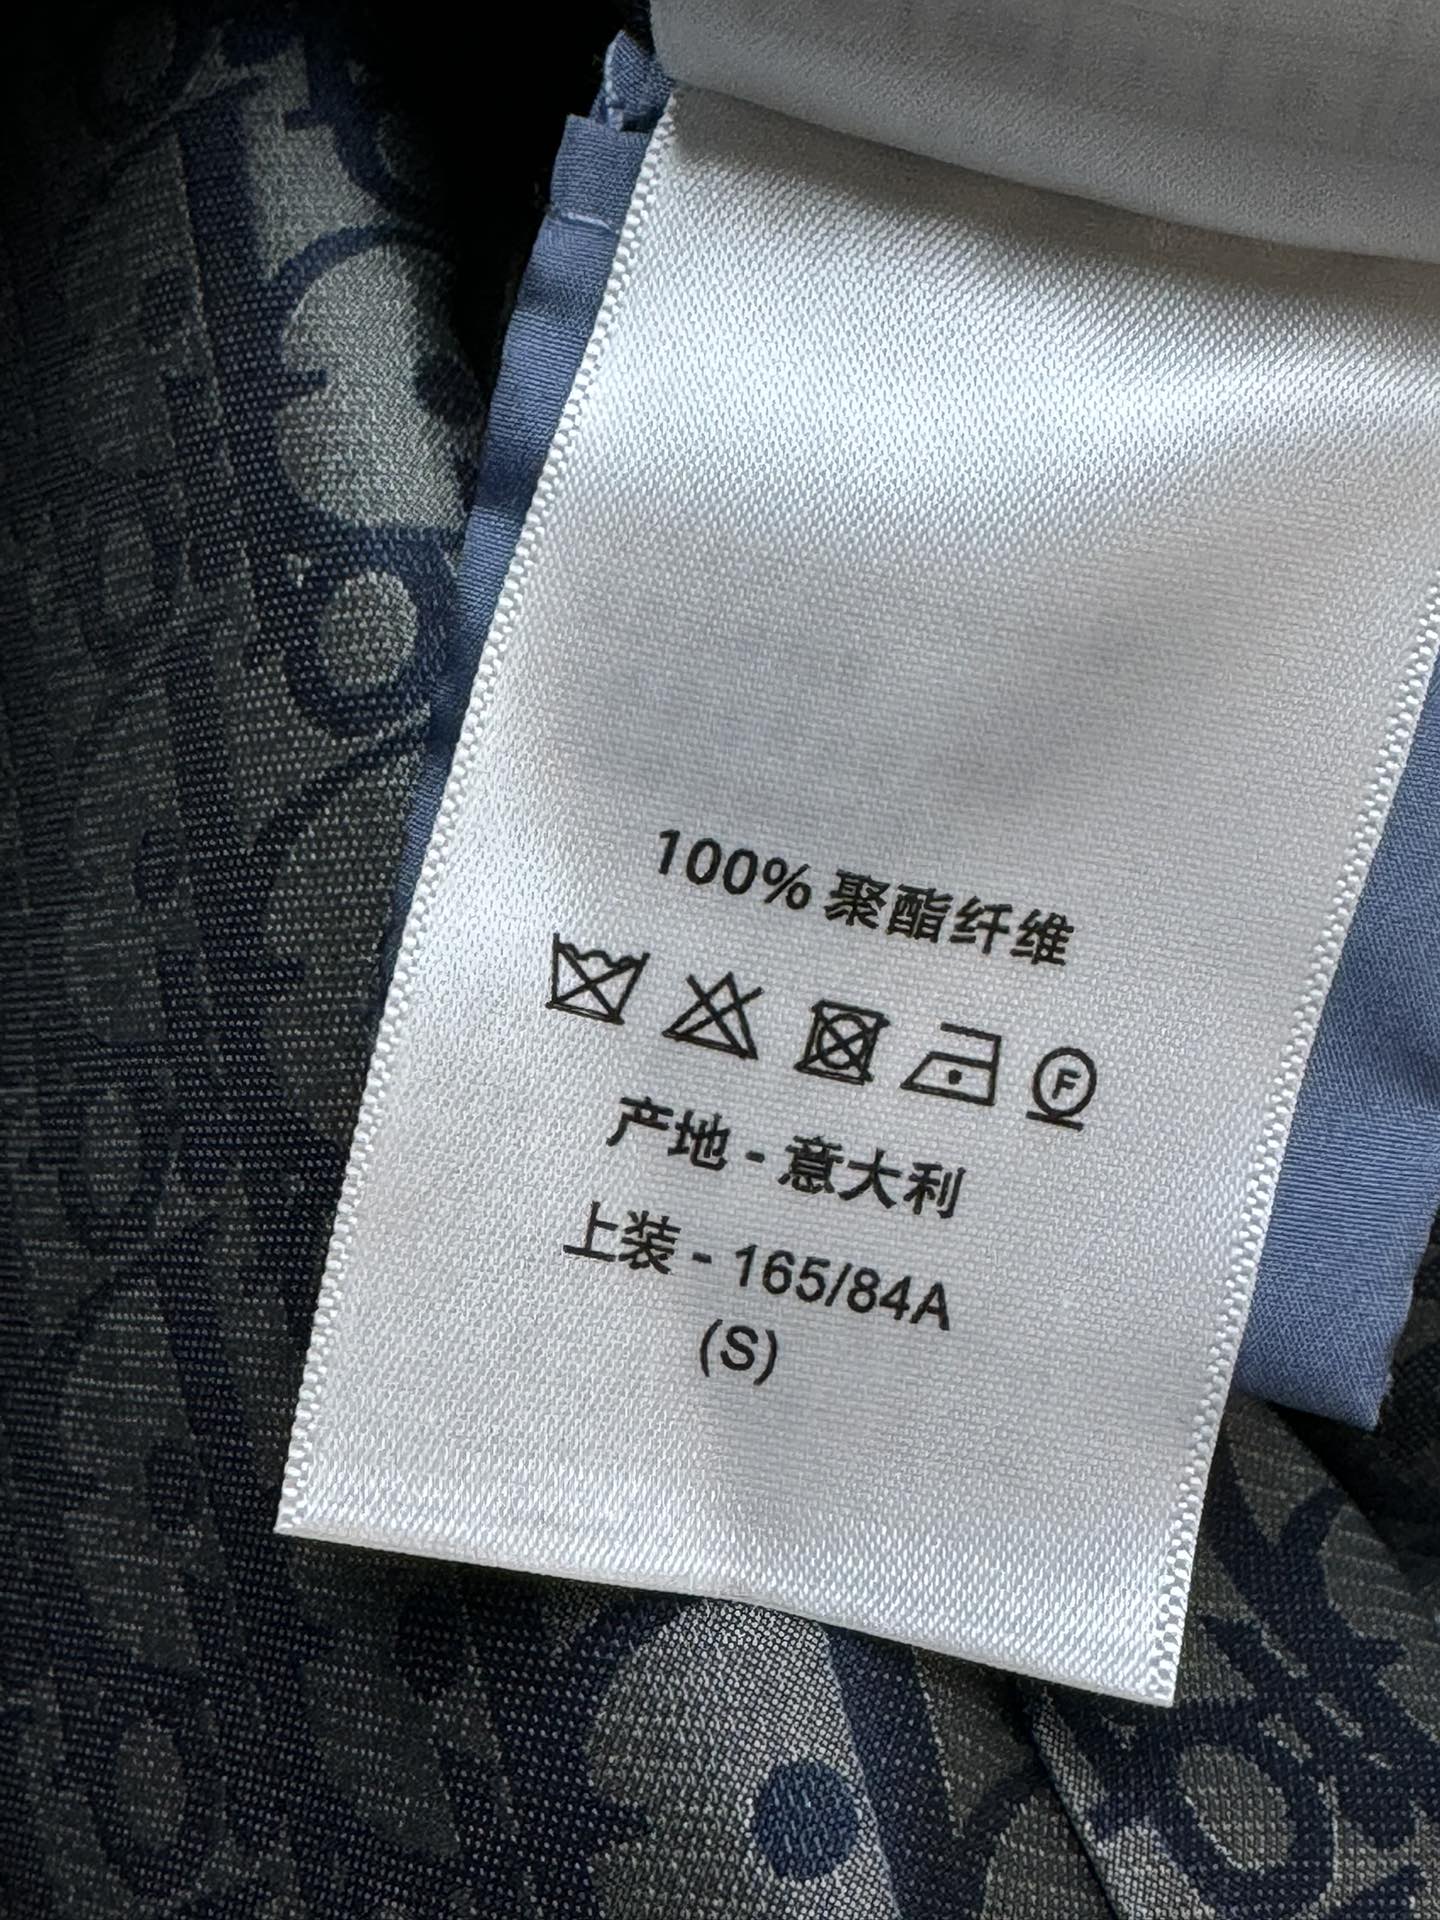 100% 聚酯纤维
F
产地 - 意大利
上装 - 165/84A
(S)